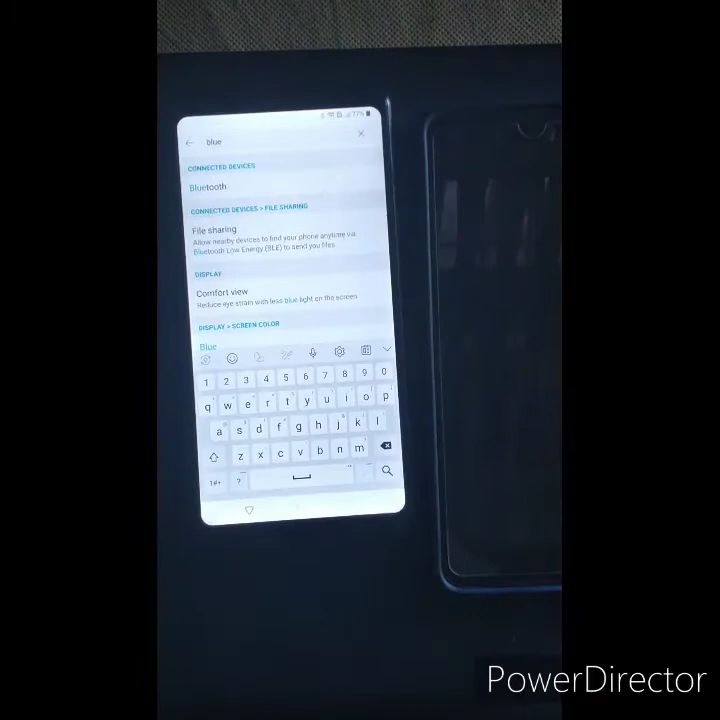 77%
blue
CONNECTED DEVICES
Bluetooth
CONNECTED DEVICES > FILE SHARING
File sharing
Allow nearby devices to find your phone anytime via
Bluetooth Low Energy (BLE) to send you files
DISPLAY
Comfort view
Reduce eye strain with less blue light on the screen
DISPLAY > SCREEN COLOR
Blue
1 2 3 4 5 6 7 8 9 0
q w e r t y u i o p
a s d f g h j k l
z x c v b n m
1#+ ?
PowerDirector